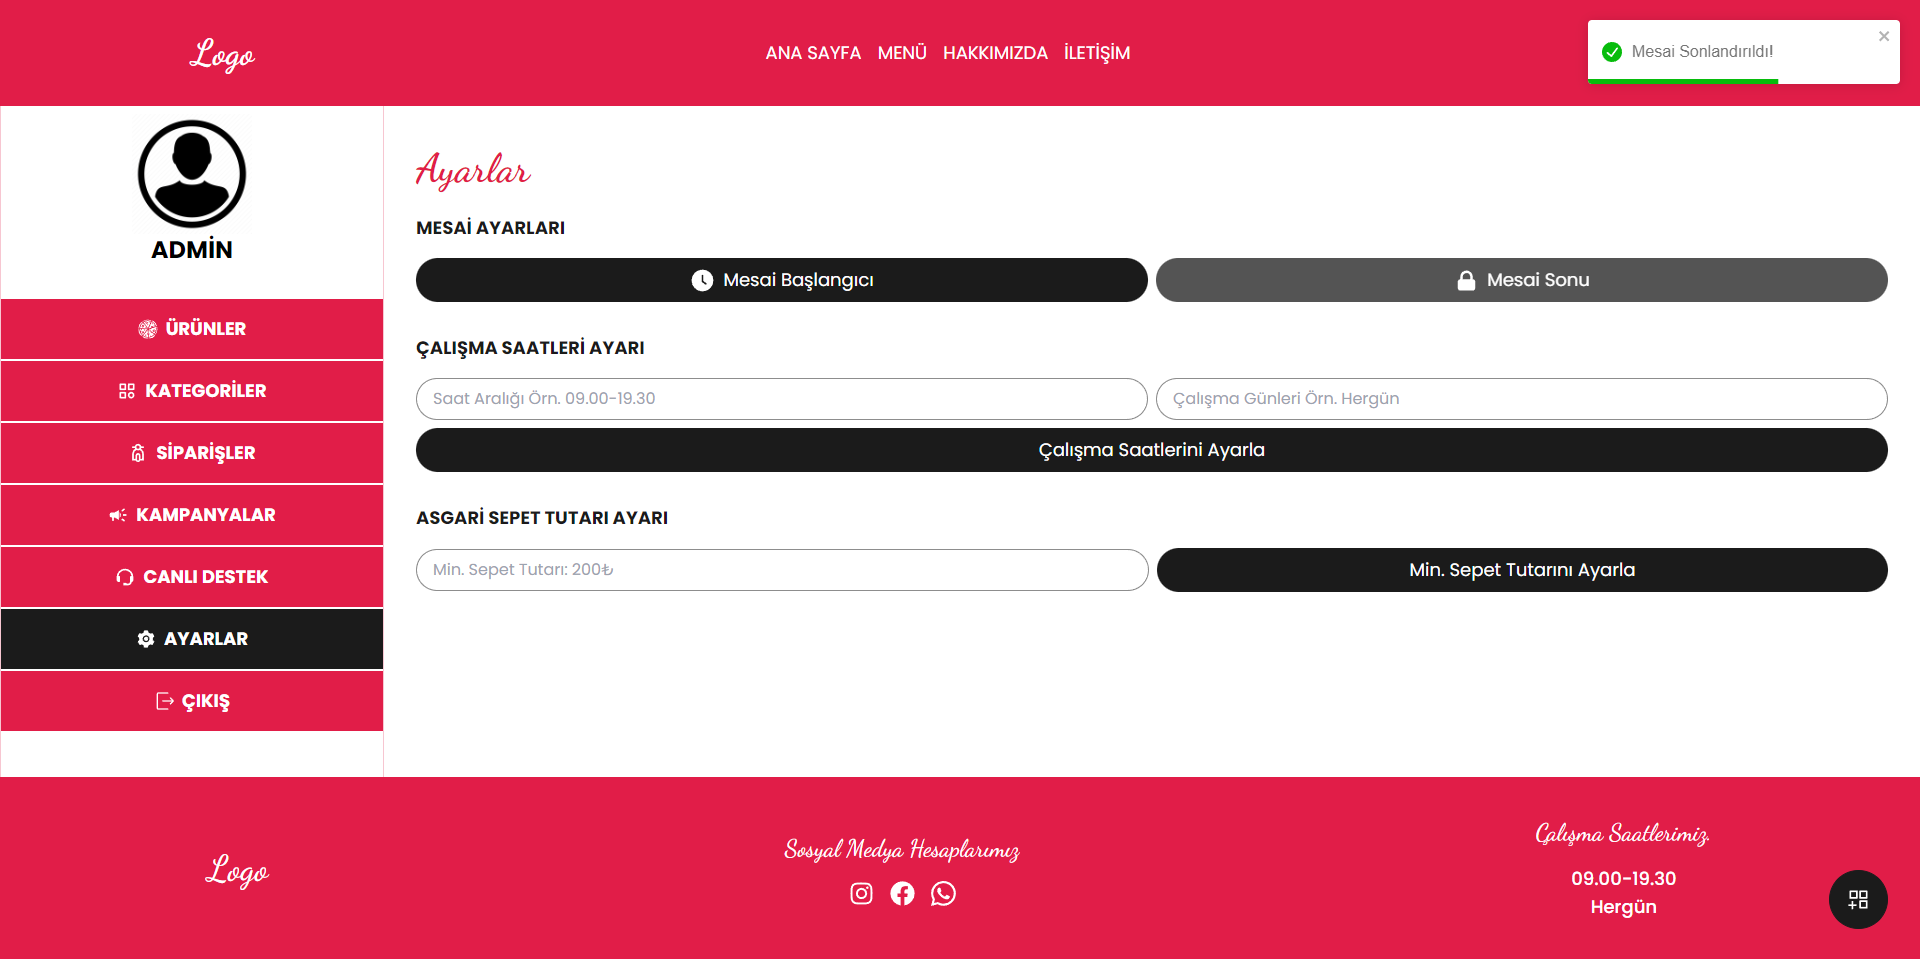 Logo
ANA SAYFA MENÜ HAKKIMIZDA İLETİŞİM
Mesai Sonlandırıldı!
ADMİN
ÜRÜNLER
KATEGORİLER
SİPARİŞLER
KAMPANYALAR
CANLI DESTEK
AYARLAR
ÇIKIŞ
Ayarlar
MESAİ AYARLARI
Mesai Başlangıcı
Mesai Sonu
ÇALIŞMA SAATLERİ AYARI
Saat Aralığı Örn. 09.00-19.30
Çalışma Günleri Örn. Hergün
Çalışma Saatlerini Ayarla
ASGARİ SEPET TUTARI AYARI
Min. Sepet Tutarı: 200₺
Min. Sepet Tutarını Ayarla
Logo
Sosyal Medya Hesaplarımız
Çalışma Saatlerimiz.
09.00-19.30
Hergün